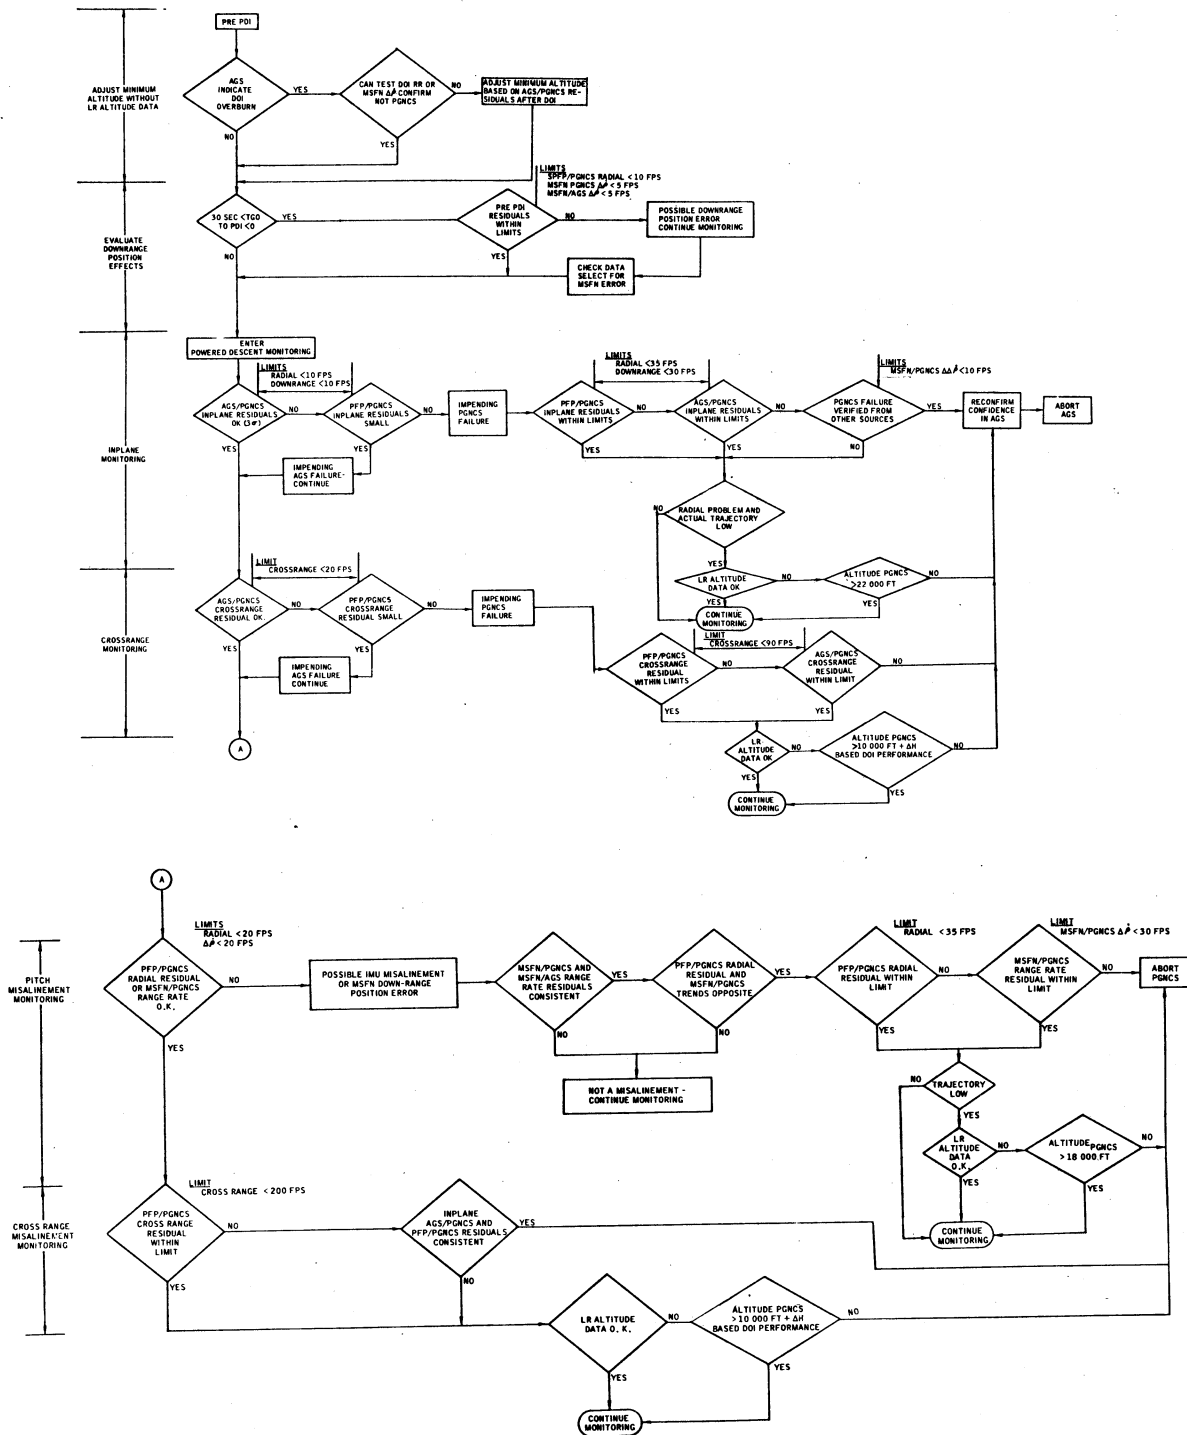 PRE PDI
ADJUST MINIMUM
ALTITUDE WITHOUT
LR ALTITUDE DATA
AGS
INDICATE
DOI
OVERBURN
YES
NO
CAN TEST DOI RR OR
MSFN Δρ̇ CONFIRM
NOT PGNCS
NO
YES
ADJUST MINIMUM ALTITUDE
BASED ON AGS/PGNCS RE-
SIDUALS AFTER DOI
EVALUATE
DOWNRANGE
POSITION
EFFECTS
30 SEC <TGO
TO PDI <0
YES
NO
LIMITS
SPFP/PGNCS RADIAL <10 FPS
MSFN PGNCS Δρ̇ <5 FPS
MSFN/AGS Δρ̇ <5 FPS
PRE PDI
RESIDUALS
WITHIN
LIMITS
NO
YES
POSSIBLE DOWNRANGE
POSITION ERROR
CONTINUE MONITORING
CHECK DATA
SELECT FOR
MSFN ERROR
ENTER
POWERED DESCENT MONITORING
INPLANE
MONITORING
LIMITS
RADIAL <10 FPS
DOWNRANGE <10 FPS
AGS/PGNCS
INPLANE RESIDUALS
OK (3σ)
NO
YES
PFP/PGNCS
INPLANE RESIDUALS
SMALL
NO
YES
IMPENDING
AGS FAILURE-
CONTINUE
IMPENDING
PGNCS
FAILURE
LIMITS
RADIAL <35 FPS
DOWNRANGE <30 FPS
PFP/PGNCS
INPLANE RESIDUALS
WITHIN LIMITS
NO
YES
AGS/PGNCS
INPLANE RESIDUALS
WITHIN LIMITS
NO
YES
LIMITS
MSFN/PGNCS ΔΔρ̇ <10 FPS
PGNCS FAILURE
VERIFIED FROM
OTHER SOURCES
YES
NO
RECONFIRM
CONFIDENCE
IN AGS
ABORT
AGS
RADIAL PROBLEM AND
ACTUAL TRAJECTORY
LOW
NO
YES
LR ALTITUDE
DATA OK
NO
YES
ALTITUDE PGNCS
>22 000 FT
NO
YES
CONTINUE
MONITORING
CROSSRANGE
MONITORING
LIMIT
CROSSRANGE <20 FPS
AGS/PGNCS
CROSSRANGE
RESIDUAL OK.
NO
YES
PFP/PGNCS
CROSSRANGE
RESIDUAL SMALL
NO
YES
IMPENDING
AGS FAILURE
CONTINUE
IMPENDING
PGNCS
FAILURE
LIMIT
CROSSRANGE <90 FPS
PFP/PGNCS
CROSSRANGE
RESIDUAL
WITHIN LIMITS
NO
YES
AGS/PGNCS
CROSSRANGE
RESIDUAL
WITHIN LIMIT
NO
YES
LR
ALTITUDE
DATA OK
NO
YES
ALTITUDE PGNCS
>10 000 FT + ΔH
BASED DOI PERFORMANCE
NO
YES
CONTINUE
MONITORING
A
A
PITCH
MISALINEMENT
MONITORING
LIMITS
RADIAL <20 FPS
Δρ̇ <20 FPS
PFP/PGNCS
RADIAL RESIDUAL
OR MSFN/PGNCS
RANGE RATE
O.K.
NO
YES
POSSIBLE IMU MISALINEMENT
OR MSFN DOWN-RANGE
POSITION ERROR
MSFN/PGNCS AND
MSFN/AGS RANGE
RATE RESIDUALS
CONSISTENT
YES
NO
PFP/PGNCS RADIAL
RESIDUAL AND
MSFN/PGNCS
TRENDS OPPOSITE
YES
NO
NOT A MISALINEMENT -
CONTINUE MONITORING
LIMIT
RADIAL <35 FPS
PFP/PGNCS RADIAL
RESIDUAL WITHIN
LIMIT
NO
YES
LIMIT
MSFN/PGNCS Δρ̇ <30 FPS
MSFN/PGNCS
RANGE RATE
RESIDUAL WITHIN
LIMIT
NO
YES
ABORT
PGNCS
TRAJECTORY
LOW
NO
YES
LR
ALTITUDE
DATA
O.K.
NO
YES
ALTITUDE PGNCS
>18 000 FT
NO
YES
CONTINUE
MONITORING
CROSS RANGE
MISALINEMENT
MONITORING
LIMIT
CROSS RANGE <200 FPS
PFP/PGNCS
CROSS RANGE
RESIDUAL
WITHIN
LIMIT
NO
YES
INPLANE
AGS/PGNCS AND
PFP/PGNCS RESIDUALS
CONSISTENT
YES
NO
LR ALTITUDE
DATA O. K.
NO
YES
ALTITUDE PGNCS
>10 000 FT + ΔH
BASED DOI PERFORMANCE
NO
YES
CONTINUE
MONITORING